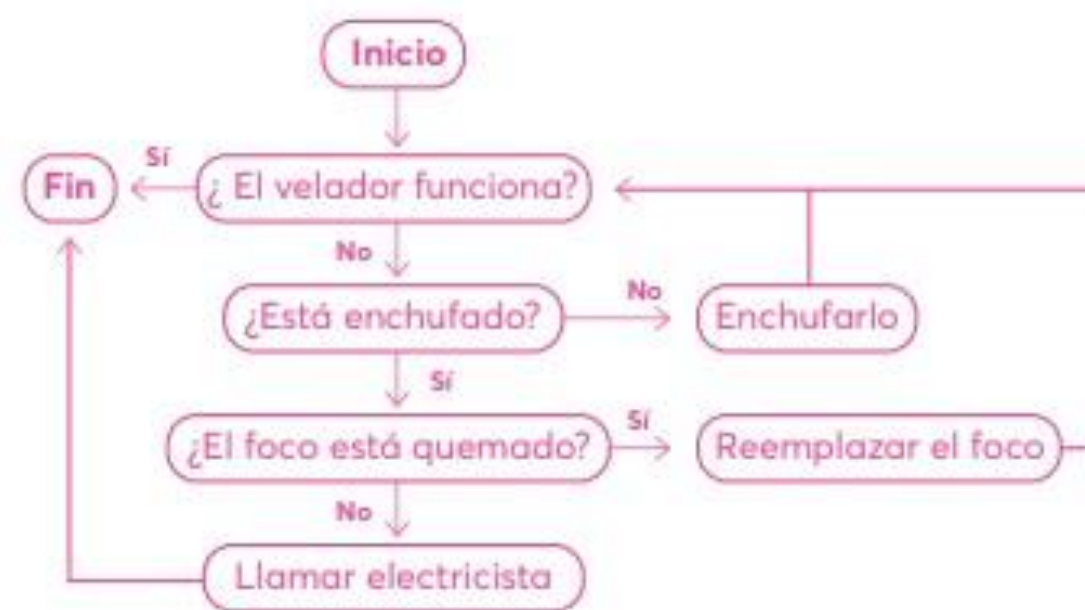 Inicio
Sí
Fin
¿ El velador funciona?
No
No
¿Está enchufado?
Enchufarlo
Sí
Sí
¿El foco está quemado?
Reemplazar el foco
No
Llamar electricista